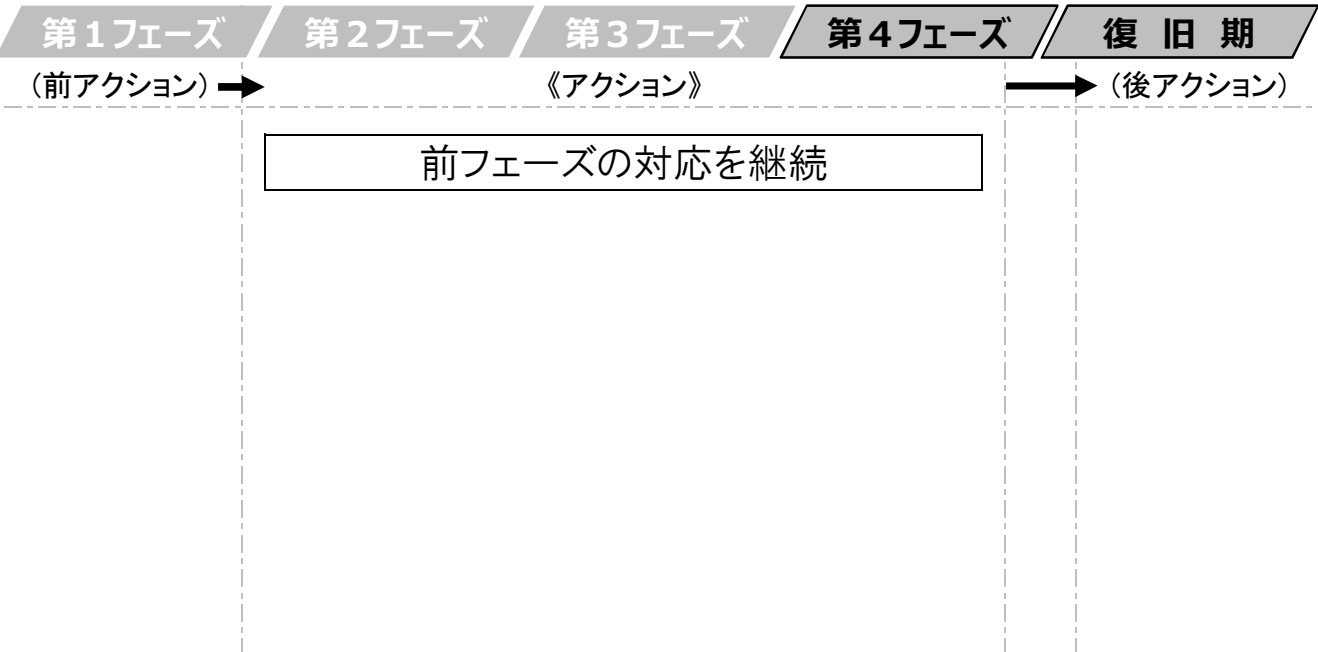 第１フェーズ 第２フェーズ 第３フェーズ 第４フェーズ 復 旧 期
（前アクション） 《アクション》 （後アクション）
前フェーズの対応を継続